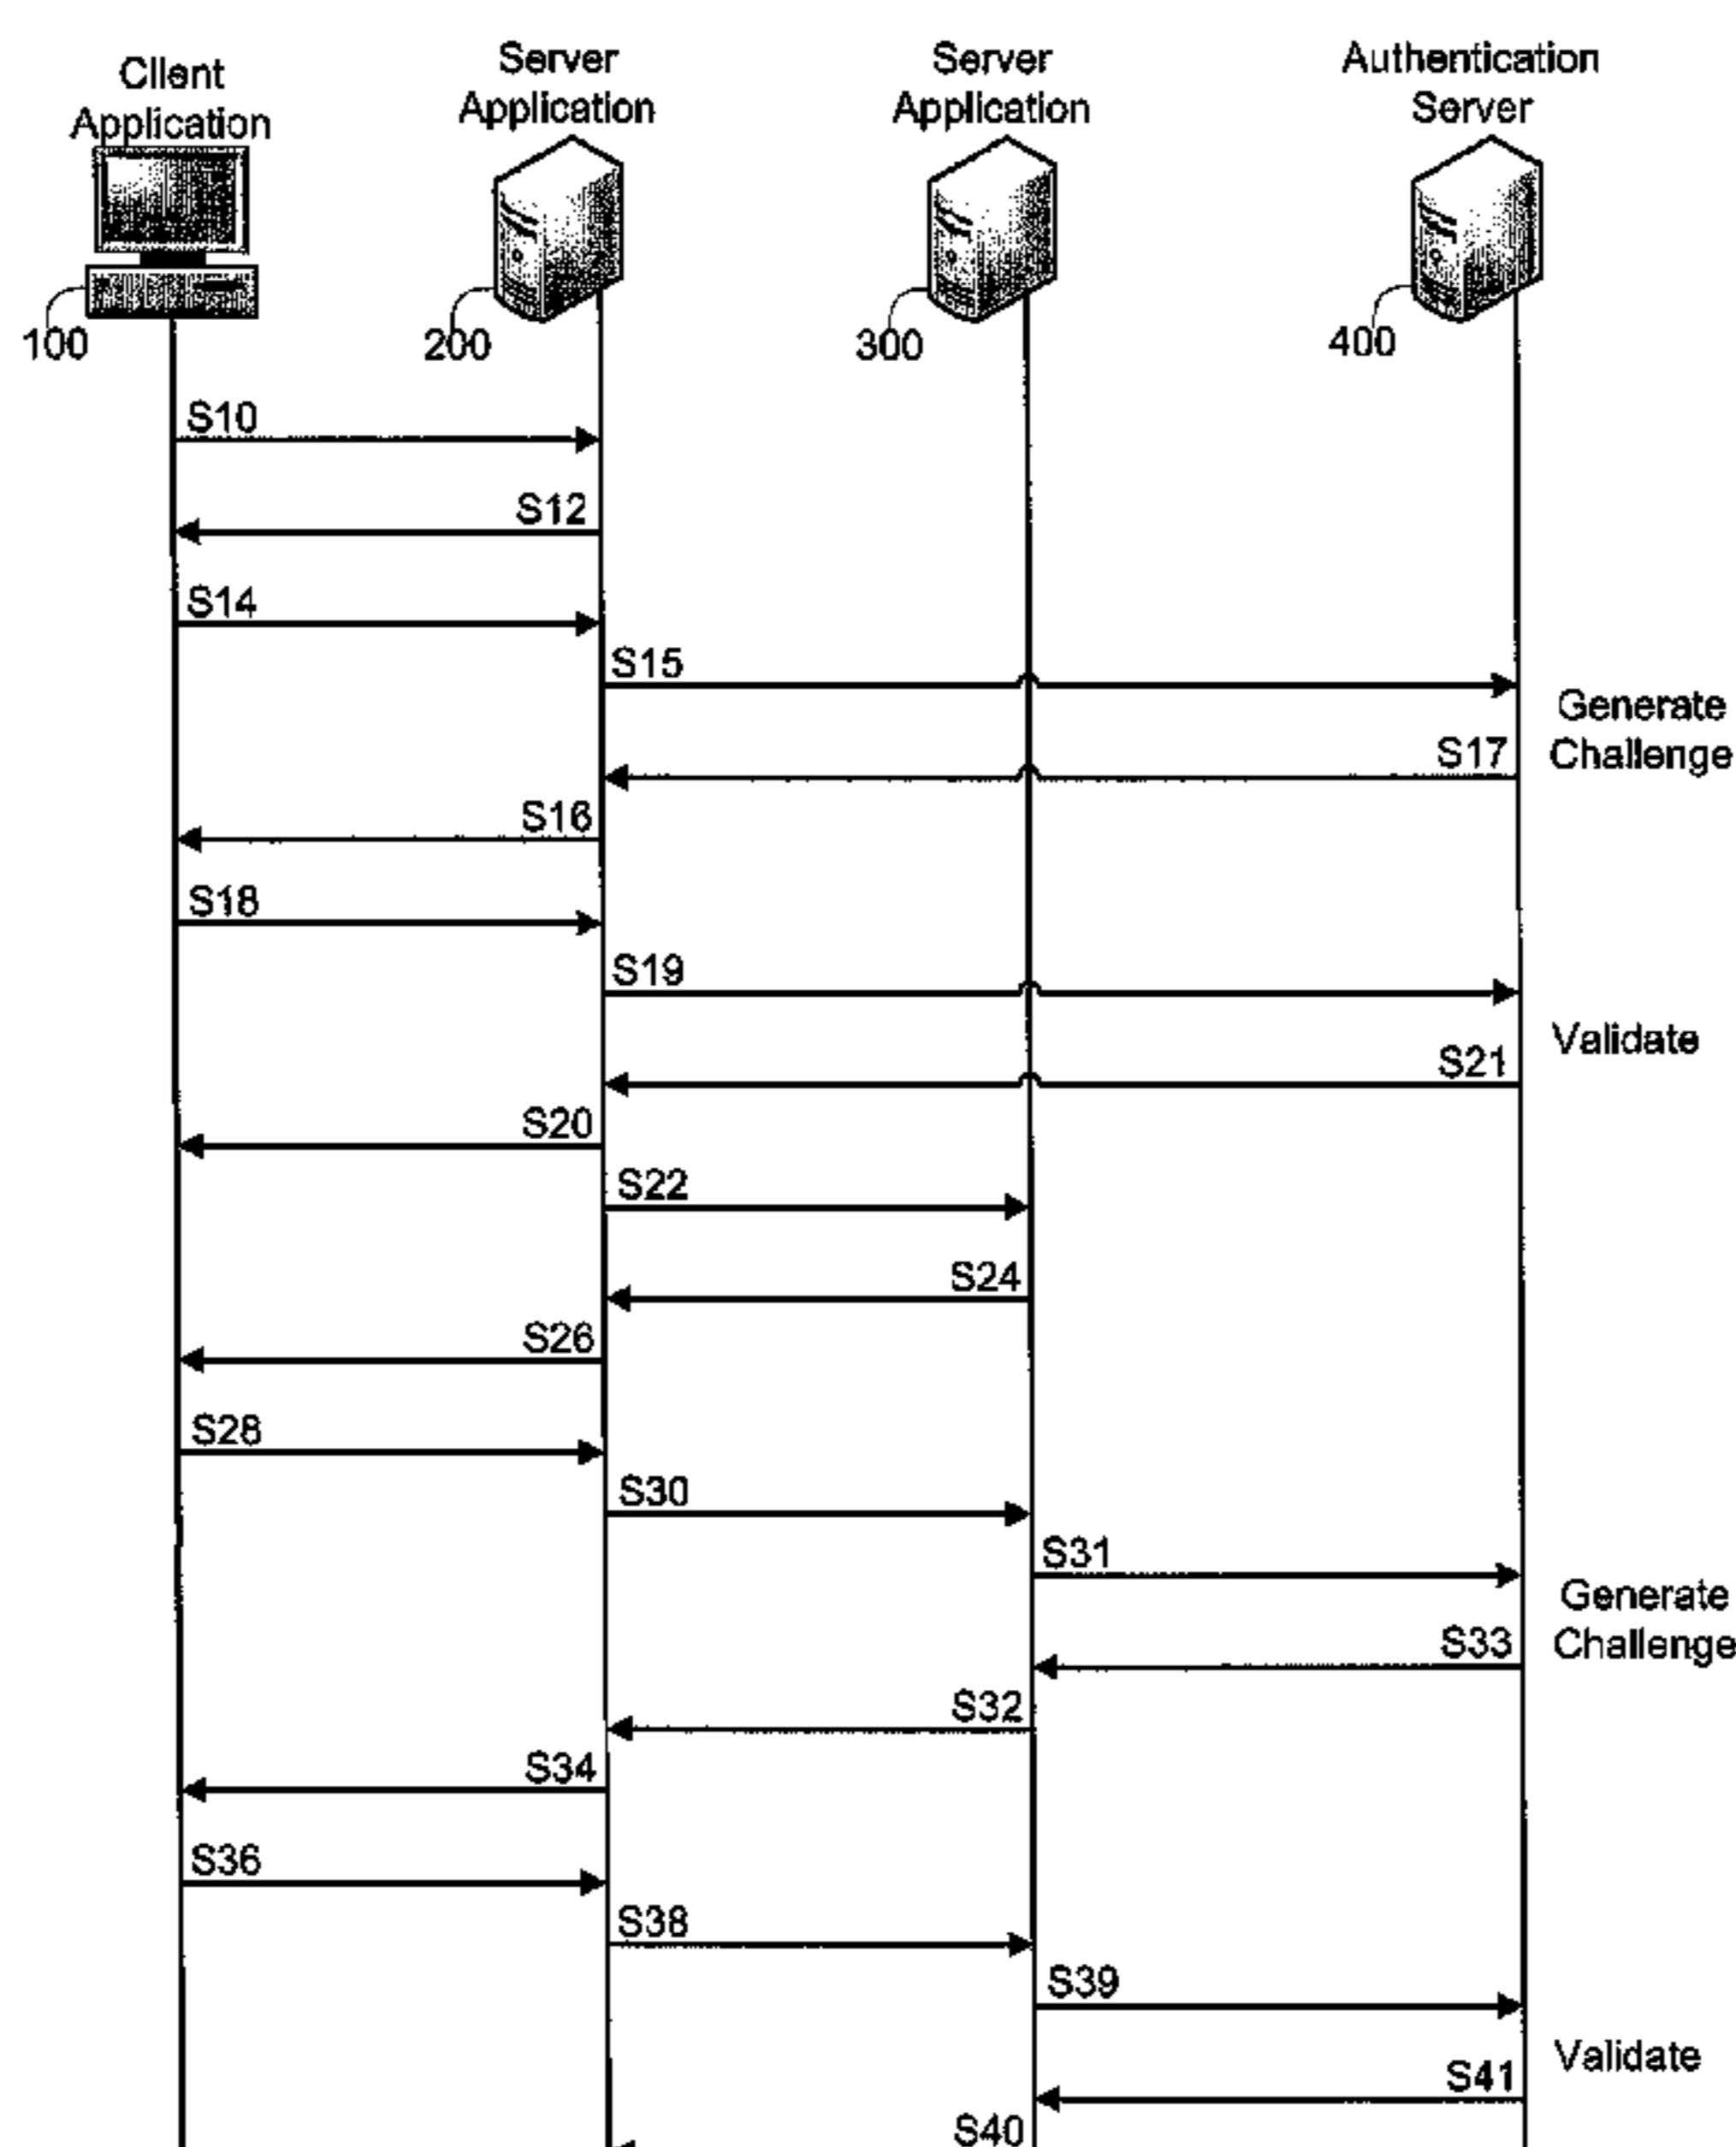 Client
Application
Server
Application
Server
Application
Authentication
Server
100
200
300
400
S10
S12
S14
S15
Generate
Challenge
S17
S16
S18
S19
Validate
S21
S20
S22
S24
S26
S28
S30
S31
Generate
Challenge
S33
S32
S34
S36
S38
S39
Validate
S41
S40